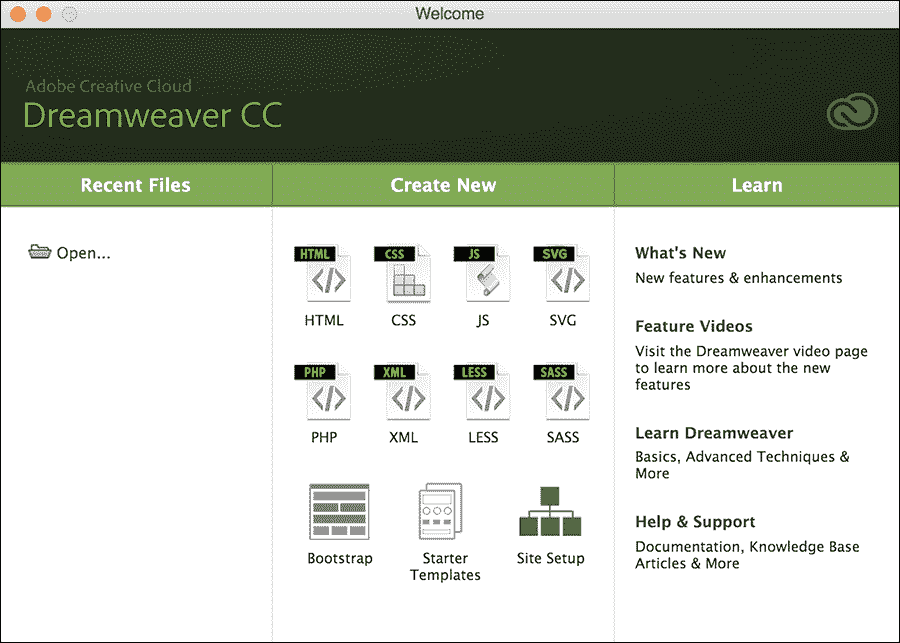 Welcome
Adobe Creative Cloud
Dreamweaver CC
Recent Files
Create New
Learn
Open...
HTML
CSS
JS
SVG
HTML
CSS
JS
SVG
PHP
XML
LESS
SASS
PHP
XML
LESS
SASS
Bootstrap
Starter
Templates
Site Setup
What's New
New features & enhancements
Feature Videos
Visit the Dreamweaver video page
to learn more about the new
features
Learn Dreamweaver
Basics, Advanced Techniques &
More
Help & Support
Documentation, Knowledge Base
Articles & More